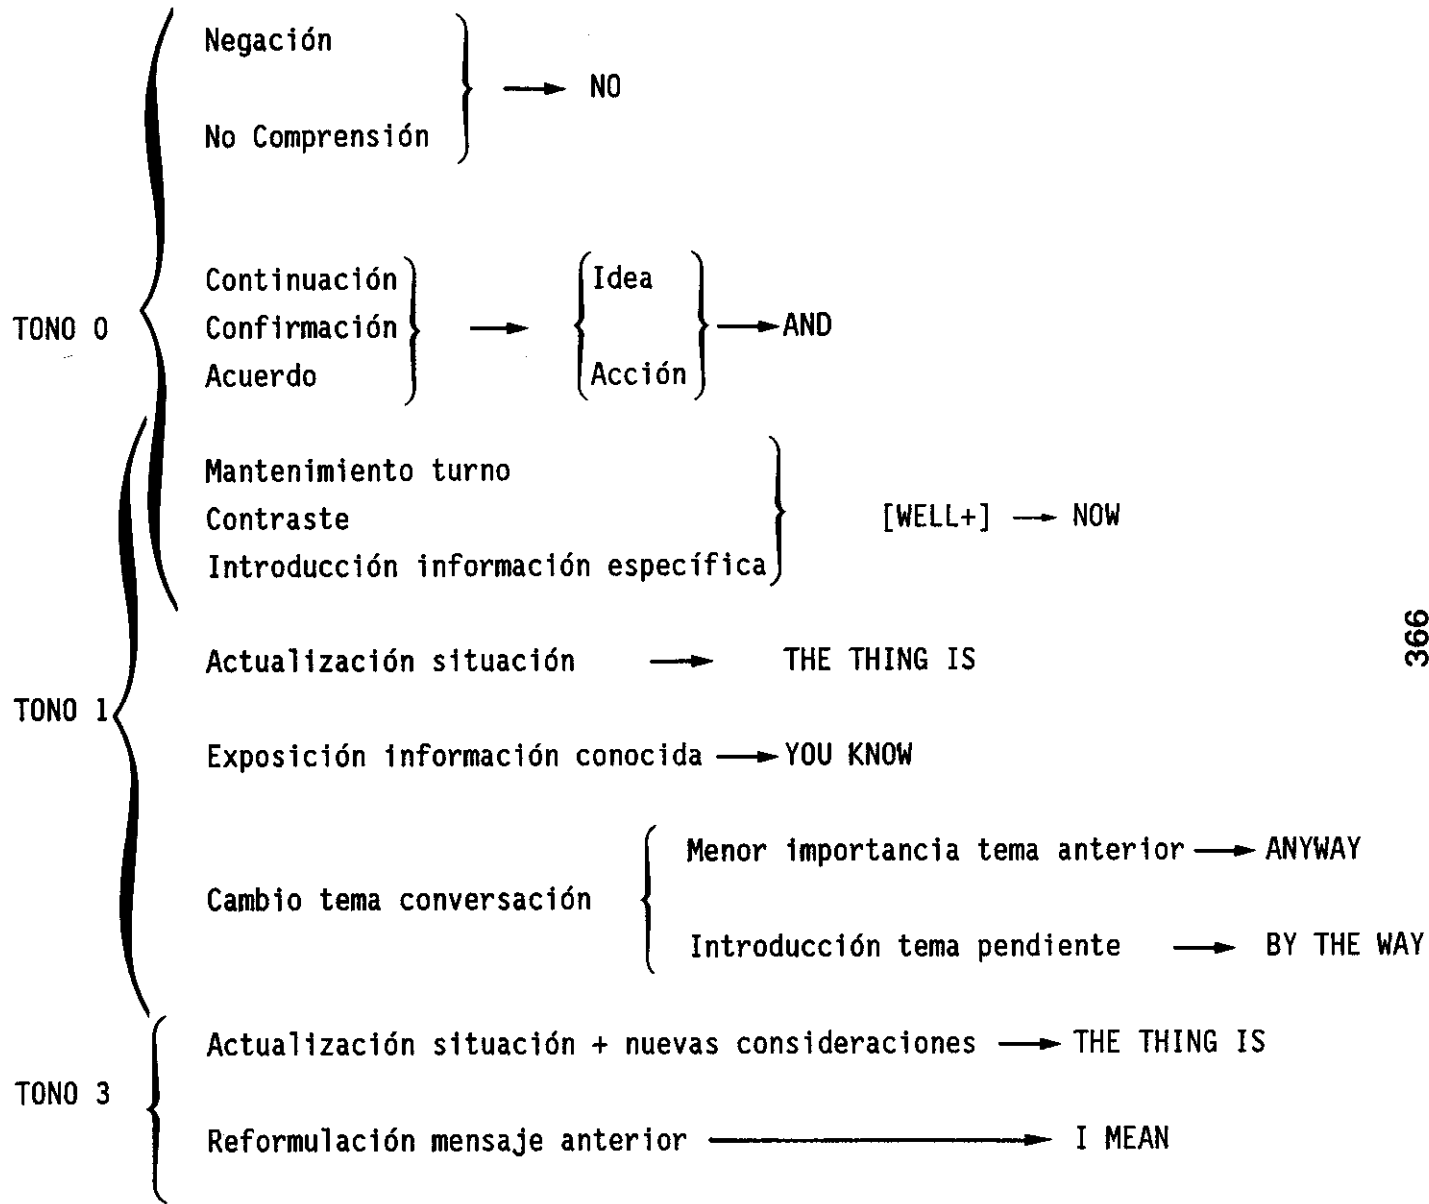 Negación
→ NO
No Comprensión
Continuación
Idea
TONO 0
Confirmación → → AND
Acuerdo
Acción
Mantenimiento turno
Contraste
[WELL+] → NOW
Introducción información específica
366
Actualización situación → THE THING IS
TONO 1
Exposición información conocida → YOU KNOW
Menor importancia tema anterior → ANYWAY
Cambio tema conversación
Introducción tema pendiente → BY THE WAY
Actualización situación + nuevas consideraciones → THE THING IS
TONO 3
Reformulación mensaje anterior → I MEAN